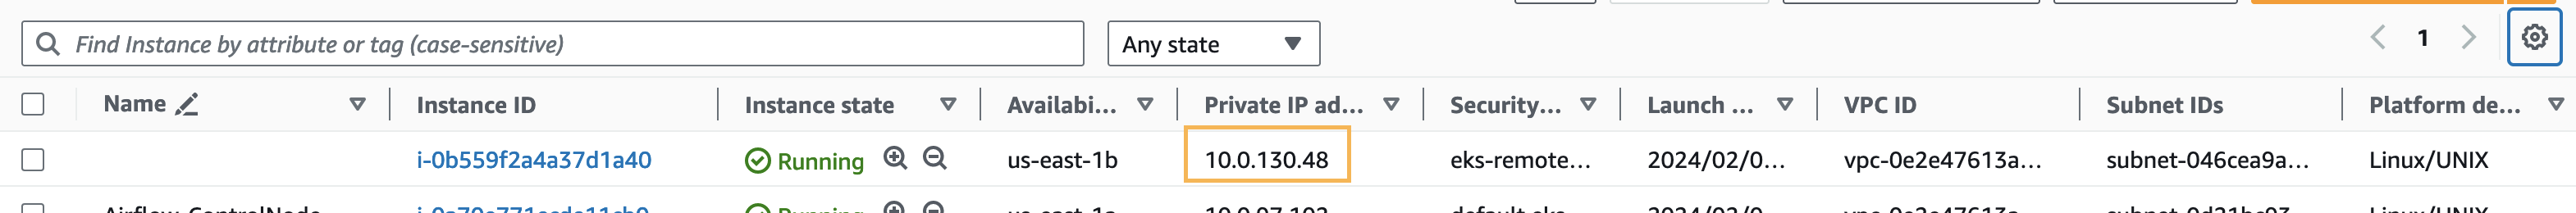 Find Instance by attribute or tag (case-sensitive) Any state 1
Name Instance ID Instance state Availabi... Private IP ad... Security... Launch ... VPC ID Subnet IDs Platform de...
i-0b559f2a4a37d1a40 Running us-east-1b 10.0.130.48 eks-remote... 2024/02/0... vpc-0e2e47613a... subnet-046cea9a... Linux/UNIX